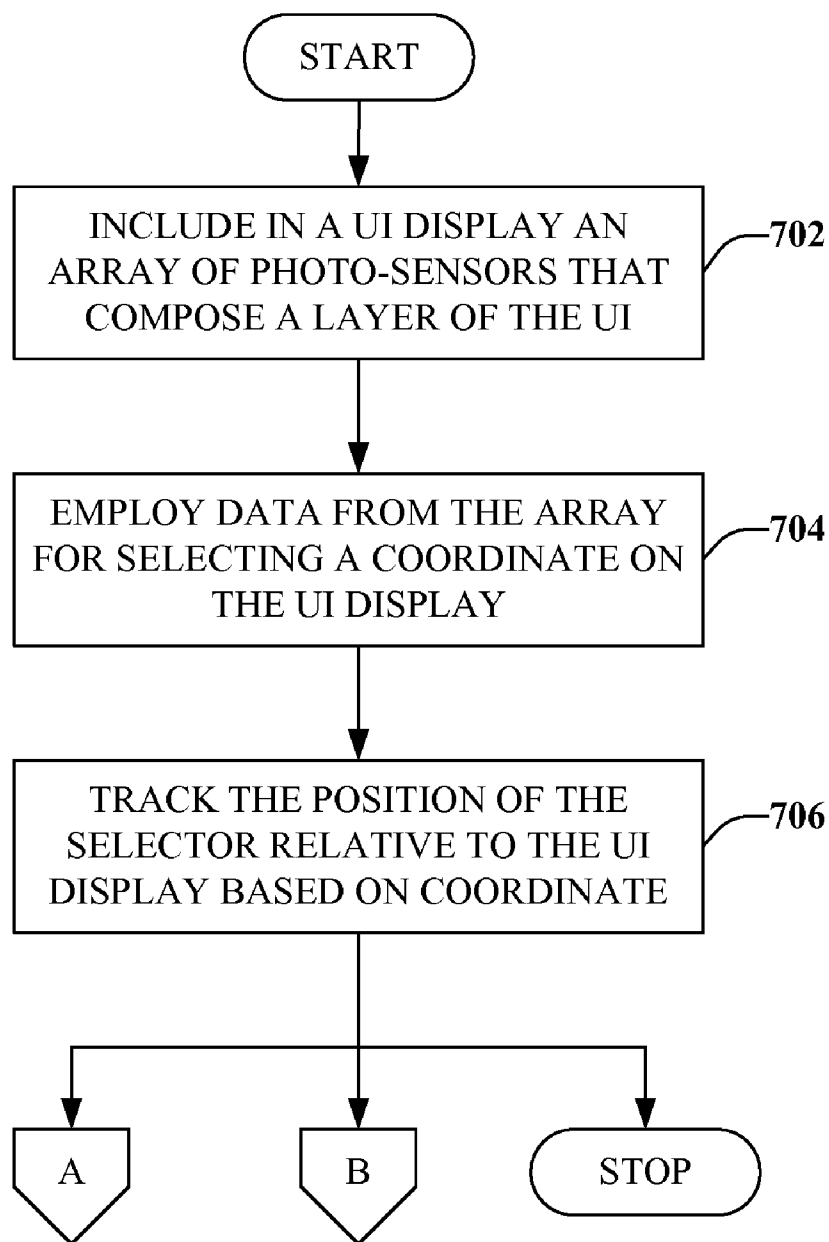 START
INCLUDE IN A UI DISPLAY AN
ARRAY OF PHOTO-SENSORS THAT
COMPOSE A LAYER OF THE UI
702
EMPLOY DATA FROM THE ARRAY
FOR SELECTING A COORDINATE ON
THE UI DISPLAY
704
TRACK THE POSITION OF THE
SELECTOR RELATIVE TO THE UI
DISPLAY BASED ON COORDINATE
706
A
B
STOP